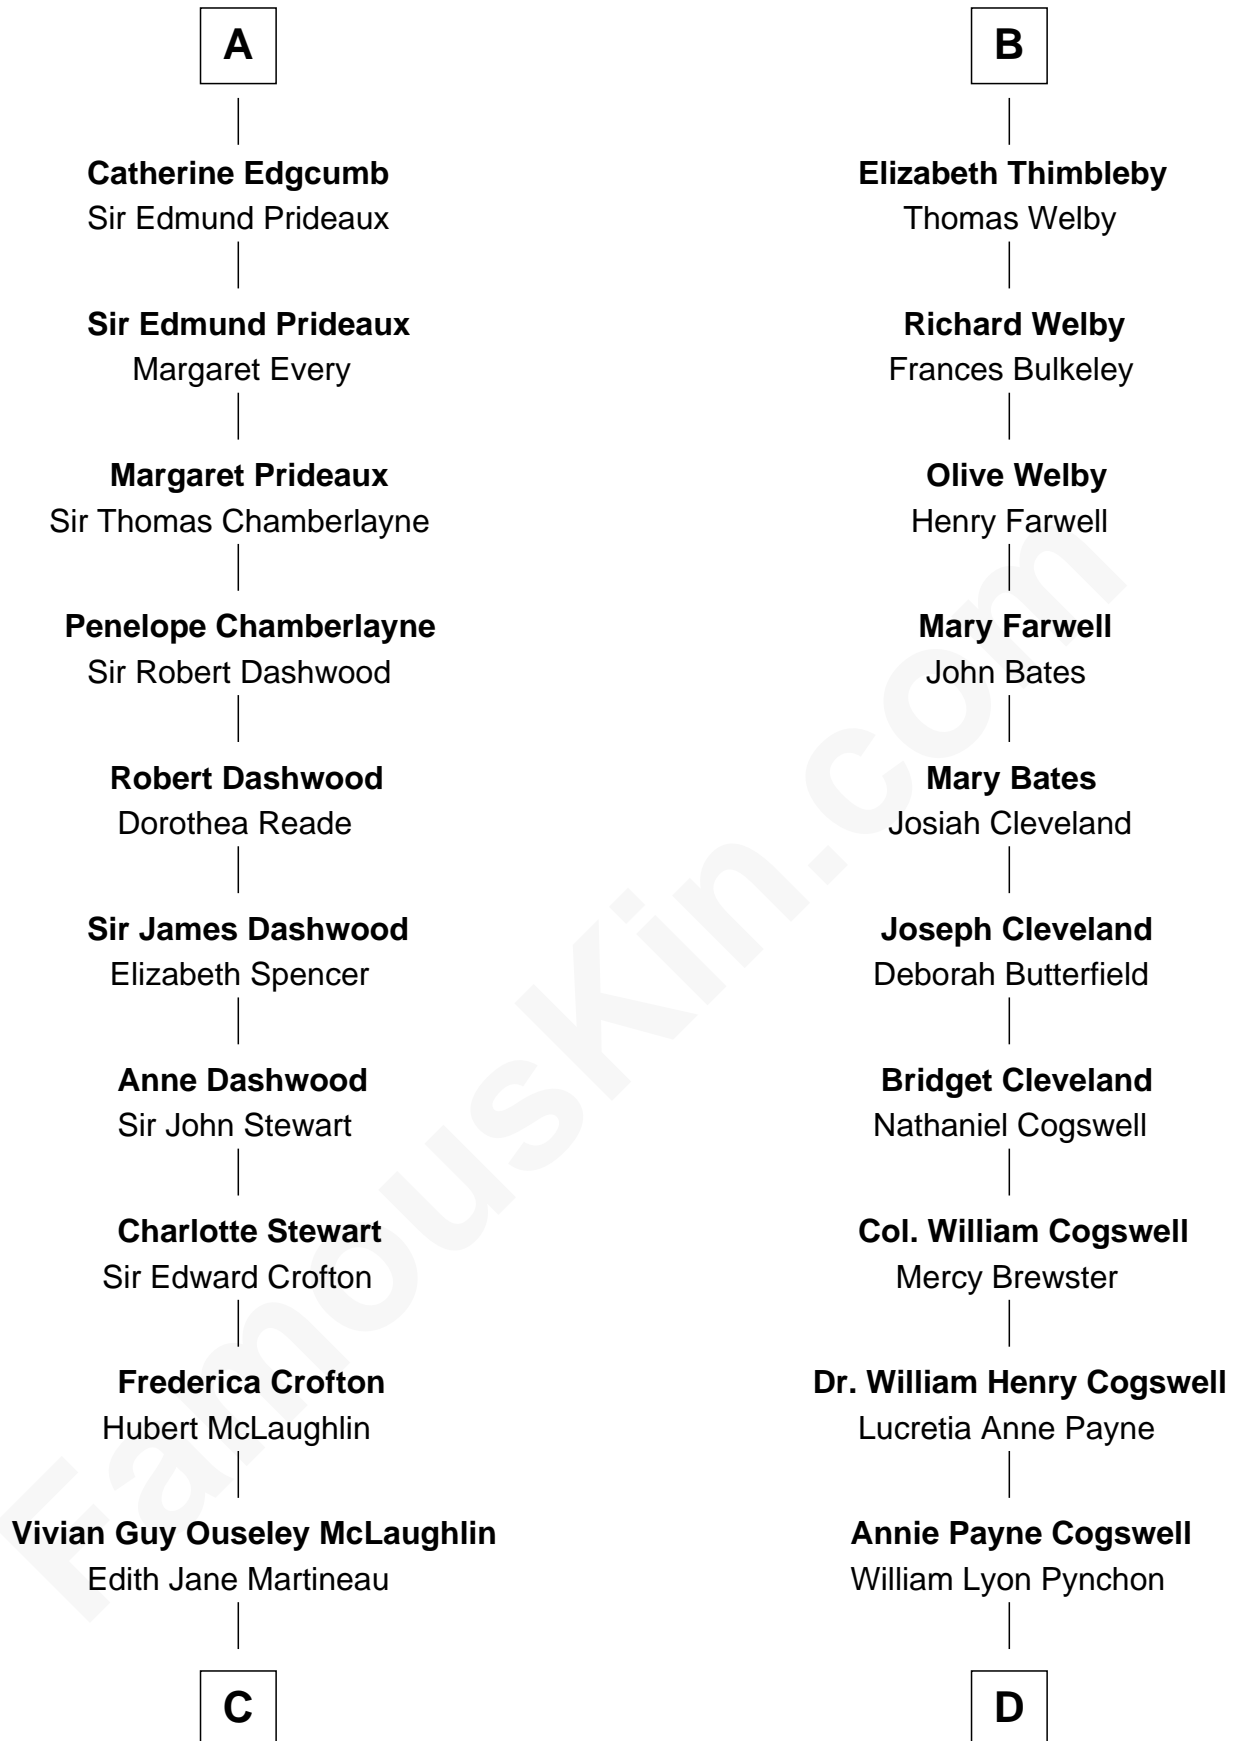 A
Catherine Edgcumb
Sir Edmund Prideaux
Sir Edmund Prideaux
Margaret Every
Margaret Prideaux
Sir Thomas Chamberlayne
Penelope Chamberlayne
Sir Robert Dashwood
Robert Dashwood
Dorothea Reade
Sir James Dashwood
Elizabeth Spencer
Anne Dashwood
Sir John Stewart
Charlotte Stewart
Sir Edward Crofton
Frederica Crofton
Hubert McLaughlin
Vivian Guy Ouseley McLaughlin
Edith Jane Martineau
C
B
Elizabeth Thimbleby
Thomas Welby
Richard Welby
Frances Bulkeley
Olive Welby
Henry Farwell
Mary Farwell
John Bates
Mary Bates
Josiah Cleveland
Joseph Cleveland
Deborah Butterfield
Bridget Cleveland
Nathaniel Cogswell
Col. William Cogswell
Mercy Brewster
Dr. William Henry Cogswell
Lucretia Anne Payne
Annie Payne Cogswell
William Lyon Pynchon
D
FamousKin.com